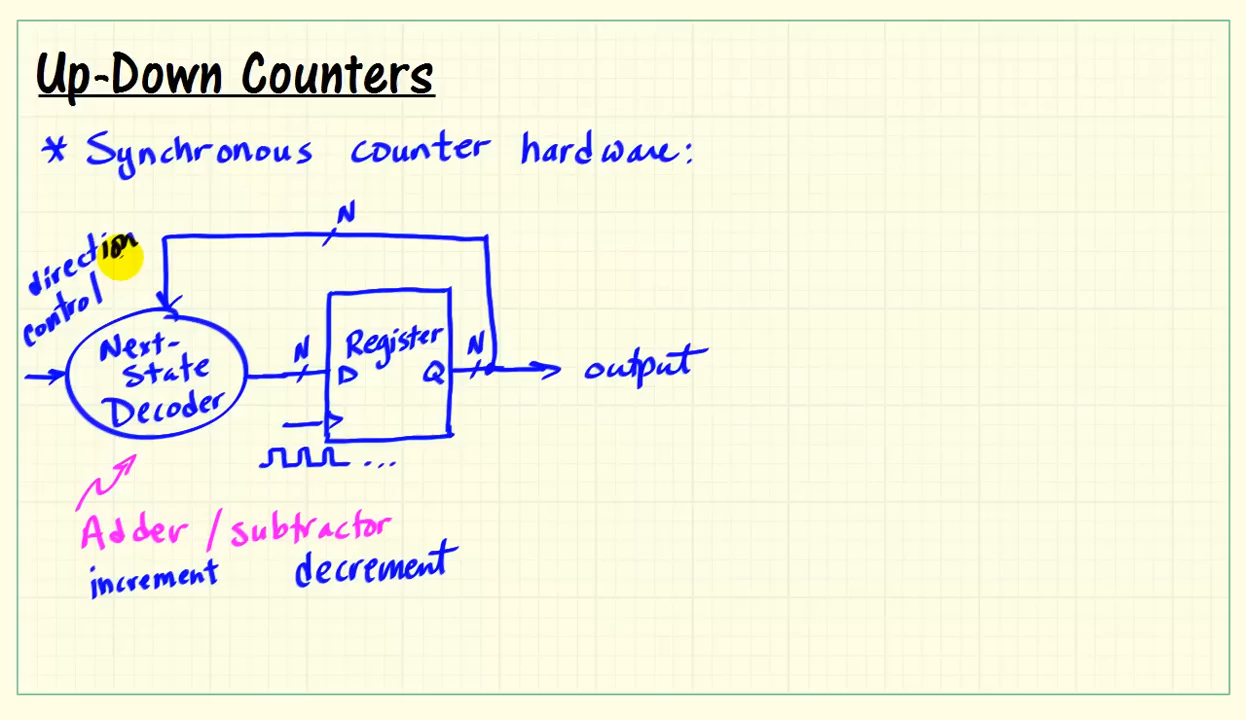 Up-Down Counters
* Synchronous counter hardware:
N
direction
control
Next-
State
Decoder
N
Register
D
Q
N
output
...
Adder / subtractor
increment decrement